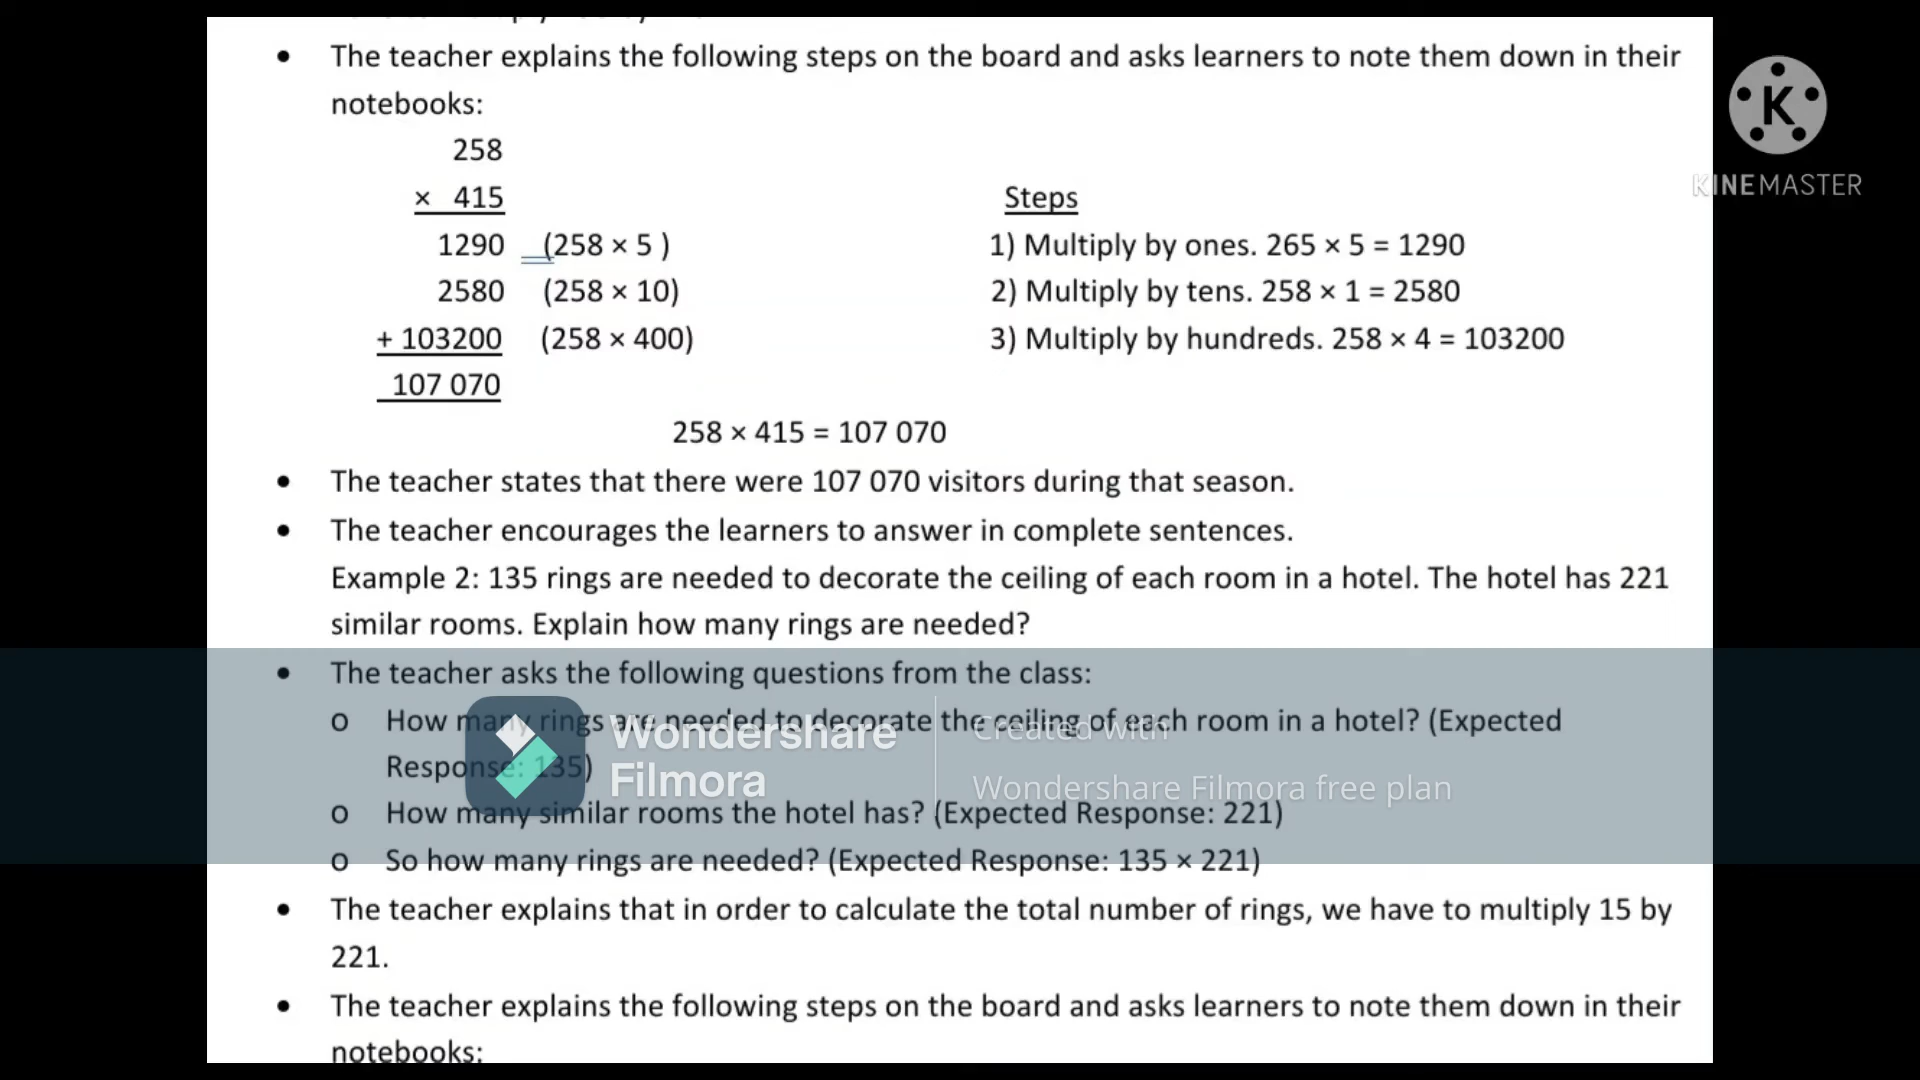 • The teacher explains the following steps on the board and asks learners to note them down in their
notebooks:
258
× 415
1290 (258 × 5 )
2580 (258 × 10)
+ 103200 (258 × 400)
107 070
Steps
1) Multiply by ones. 265 × 5 = 1290
2) Multiply by tens. 258 × 1 = 2580
3) Multiply by hundreds. 258 × 4 = 103200
258 × 415 = 107 070
• The teacher states that there were 107 070 visitors during that season.
• The teacher encourages the learners to answer in complete sentences.
Example 2: 135 rings are needed to decorate the ceiling of each room in a hotel. The hotel has 221
similar rooms. Explain how many rings are needed?
• The teacher asks the following questions from the class:
o How many rings are needed to decorate the ceiling of each room in a hotel? (Expected
Response: 135)
o How many similar rooms the hotel has? (Expected Response: 221)
o So how many rings are needed? (Expected Response: 135 × 221)
• The teacher explains that in order to calculate the total number of rings, we have to multiply 15 by
221.
• The teacher explains the following steps on the board and asks learners to note them down in their
notebooks:
K
KINEMASTER
Wondershare
Filmora
Created with
Wondershare Filmora free plan